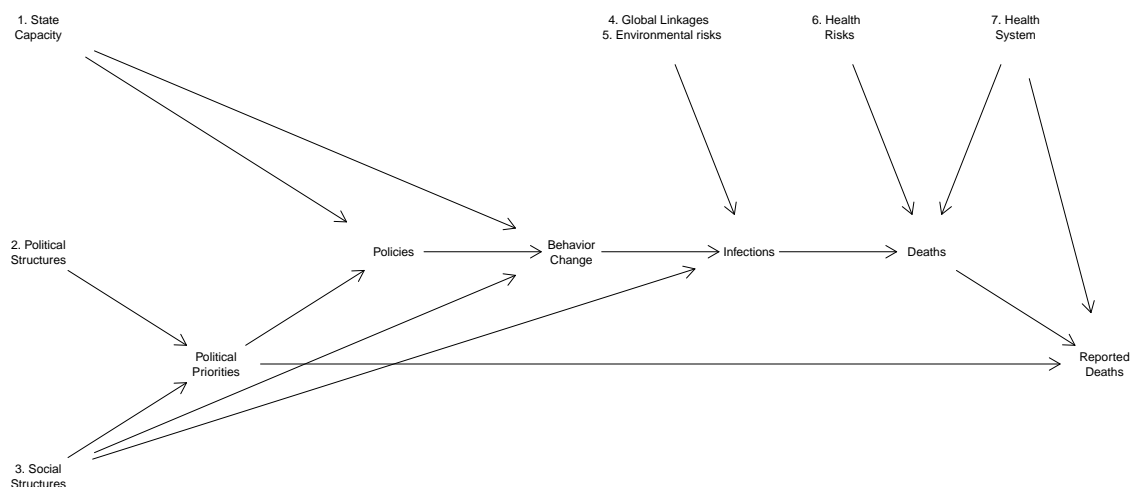 1. State
Capacity
4. Global Linkages
5. Environmental risks
6. Health
Risks
7. Health
System
2. Political
Structures
Policies
Behavior
Change
Infections
Deaths
Political
Priorities
Reported
Deaths
3. Social
Structures